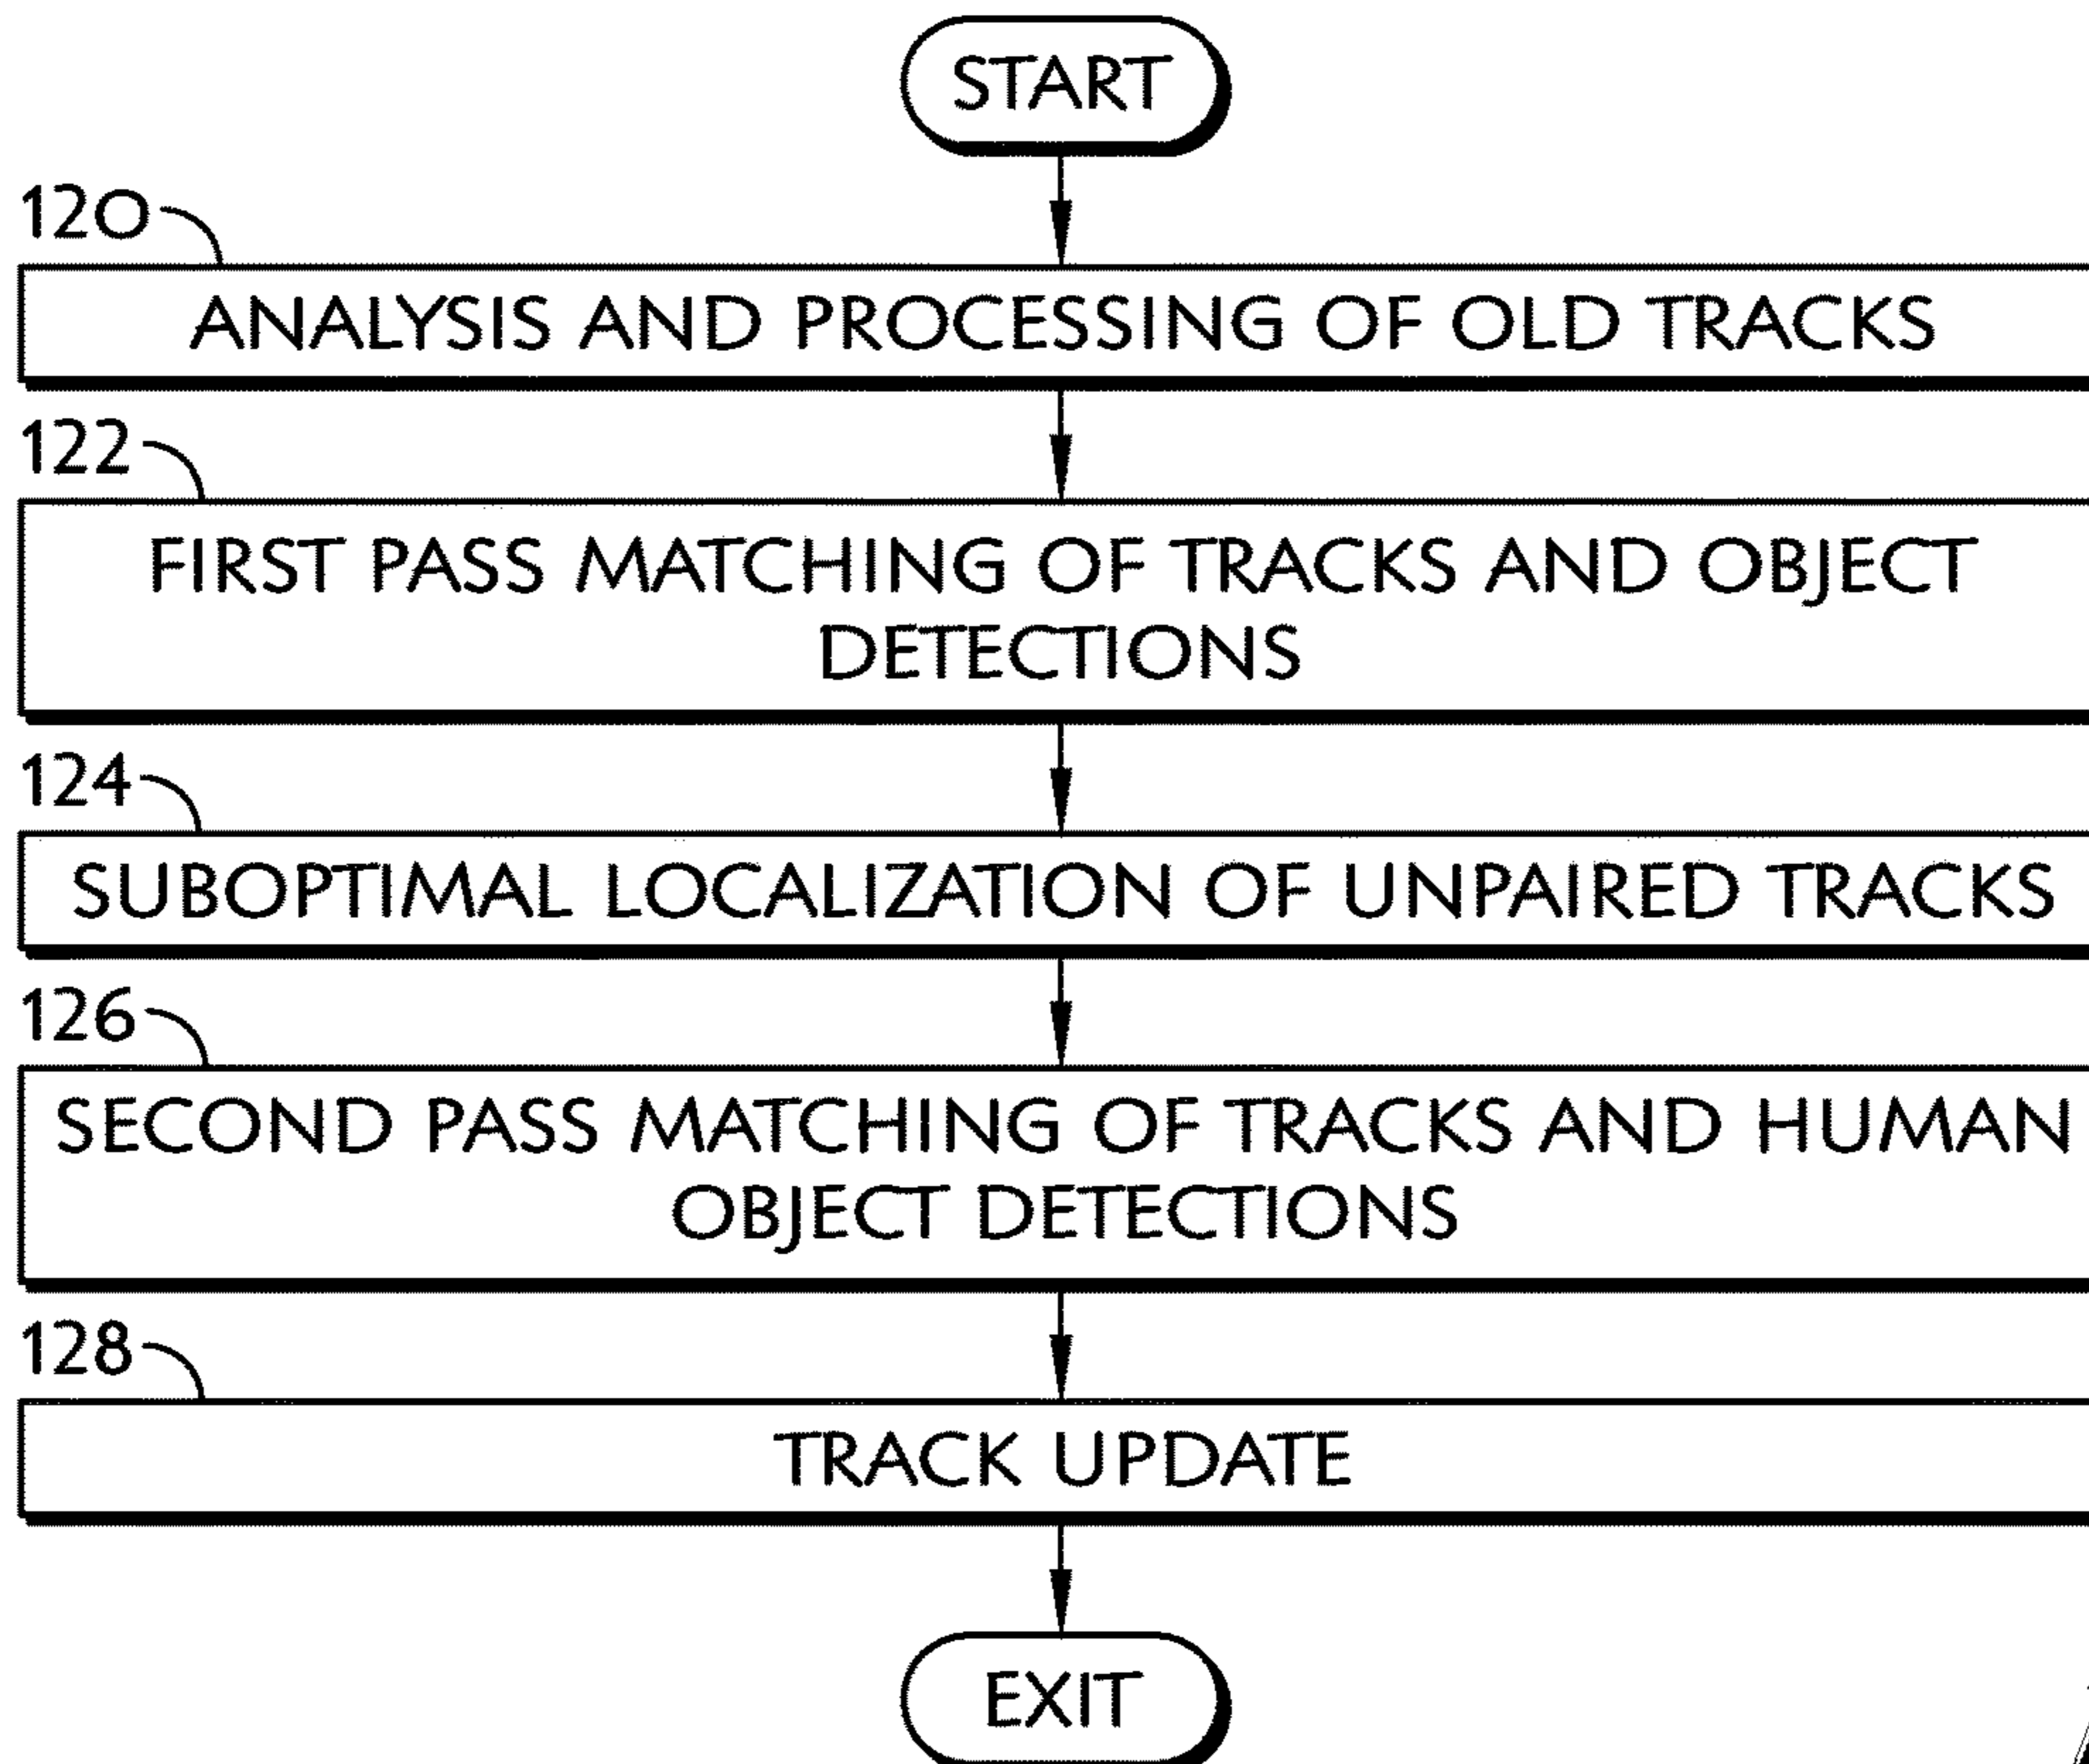 START
120
ANALYSIS AND PROCESSING OF OLD TRACKS
122
FIRST PASS MATCHING OF TRACKS AND OBJECT
DETECTIONS
124
SUBOPTIMAL LOCALIZATION OF UNPAIRED TRACKS
126
SECOND PASS MATCHING OF TRACKS AND HUMAN
OBJECT DETECTIONS
128
TRACK UPDATE
EXIT